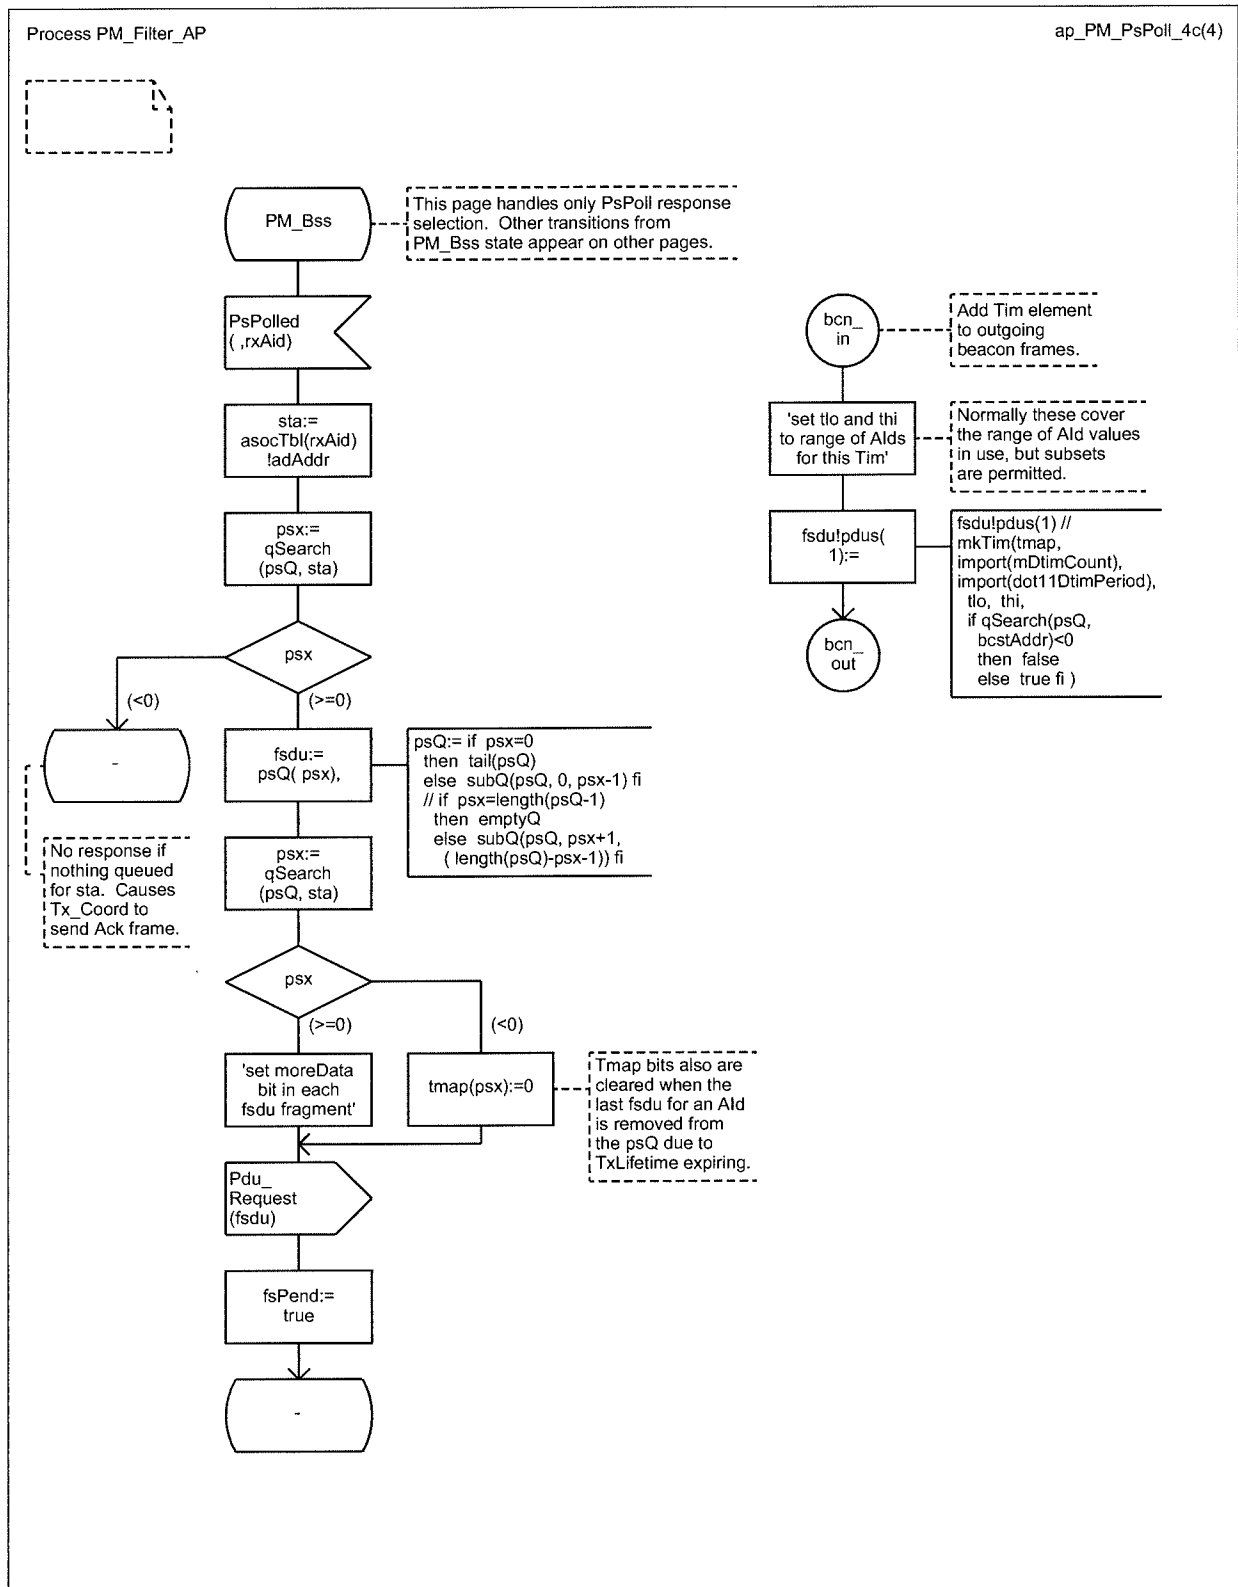 Process PM_Filter_AP
ap_PM_PsPoll_4c(4)
PM_Bss
This page handles only PsPoll response
selection. Other transitions from
PM_Bss state appear on other pages.
PsPolled
( ,rxAid)
sta:=
asocTbl(rxAid)
!adAddr
psx:=
qSearch
(psQ, sta)
psx
(<0)
(>=0)
-
No response if
nothing queued
for sta. Causes
Tx_Coord to
send Ack frame.
fsdu:=
psQ( psx),
psQ:= if psx=0
then tail(psQ)
else subQ(psQ, 0, psx-1) fi
// if psx=length(psQ-1)
then emptyQ
else subQ(psQ, psx+1,
( length(psQ)-psx-1)) fi
psx:=
qSearch
(psQ, sta)
psx
(>=0)
(<0)
'set moreData
bit in each
fsdu fragment'
tmap(psx):=0
Tmap bits also are
cleared when the
last fsdu for an AId
is removed from
the psQ due to
TxLifetime expiring.
Pdu_
Request
(fsdu)
fsPend:=
true
-
bcn_
in
Add Tim element
to outgoing
beacon frames.
'set tlo and thi
to range of AIds
for this Tim'
Normally these cover
the range of AId values
in use, but subsets
are permitted.
fsdu!pdus(
1):=
fsdu!pdus(1) //
mkTim(tmap,
import(mDtimCount),
import(dot11DtimPeriod),
tlo, thi,
if qSearch(psQ,
bcstAddr)<0
then false
else true fi )
bcn_
out